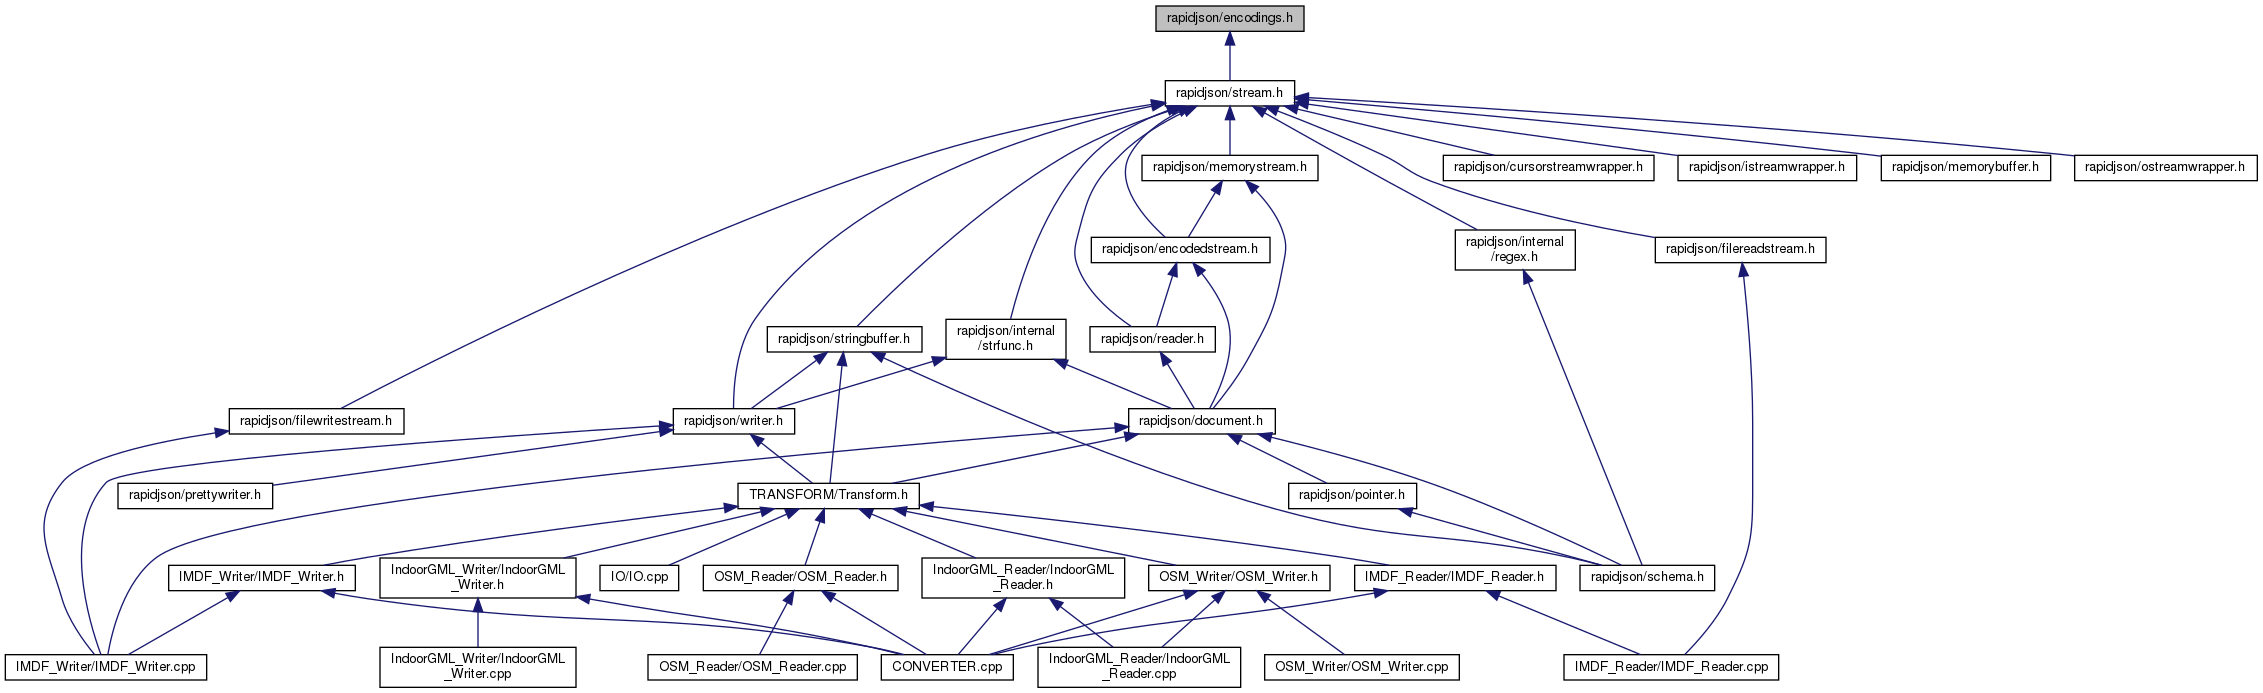 rapidjson/encodings.h
rapidjson/stream.h
rapidjson/memorystream.h
rapidjson/cursorstreamwrapper.h
rapidjson/istreamwrapper.h
rapidjson/memorybuffer.h
rapidjson/ostreamwrapper.h
rapidjson/encodedstream.h
rapidjson/internal
/regex.h
rapidjson/filereadstream.h
rapidjson/stringbuffer.h
rapidjson/internal
/strfunc.h
rapidjson/reader.h
rapidjson/filewritestream.h
rapidjson/writer.h
rapidjson/document.h
rapidjson/prettywriter.h
TRANSFORM/Transform.h
rapidjson/pointer.h
IMDF_Writer/IMDF_Writer.h
IndoorGML_Writer/IndoorGML
_Writer.h
IO/IO.cpp
OSM_Reader/OSM_Reader.h
IndoorGML_Reader/IndoorGML
_Reader.h
OSM_Writer/OSM_Writer.h
IMDF_Reader/IMDF_Reader.h
rapidjson/schema.h
IMDF_Writer/IMDF_Writer.cpp
IndoorGML_Writer/IndoorGML
_Writer.cpp
OSM_Reader/OSM_Reader.cpp
CONVERTER.cpp
IndoorGML_Reader/IndoorGML
_Reader.cpp
OSM_Writer/OSM_Writer.cpp
IMDF_Reader/IMDF_Reader.cpp